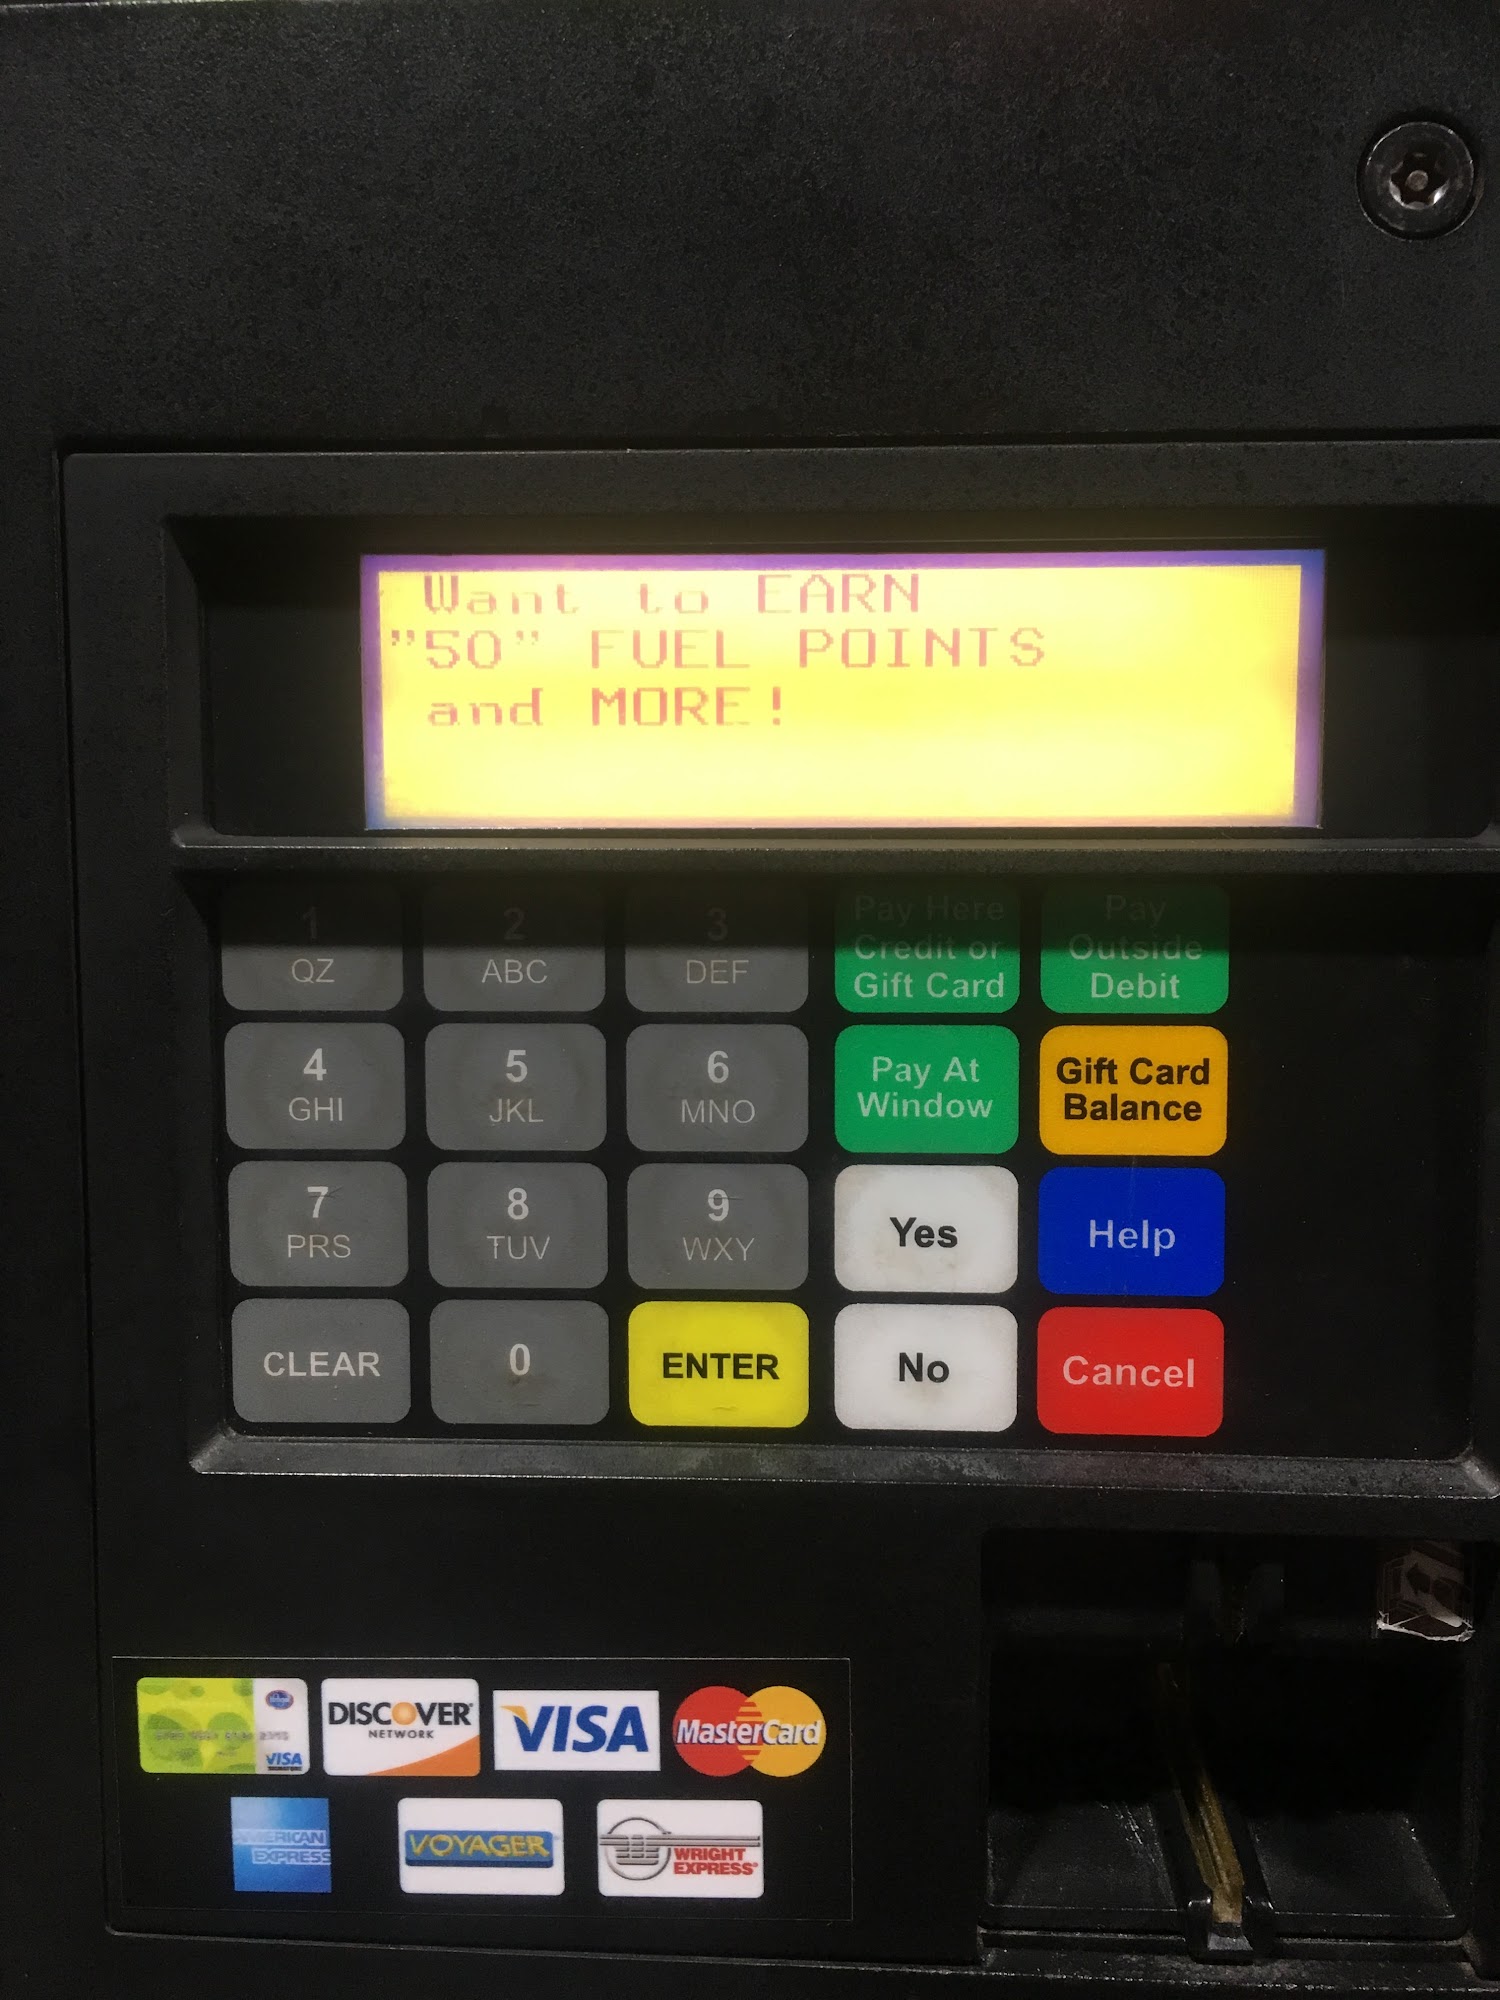 Want to EARN
"50" FUEL POINTS
and MORE!
1
QZ
2
ABC
3
DEF
Pay Here
Credit or
Gift Card
Pay
Outside
Debit
4
GHI
5
JKL
6
MNO
Pay At
Window
Gift Card
Balance
7
PRS
8
TUV
9
WXY
Yes
Help
CLEAR
0
ENTER
No
Cancel
VISA
DISCOVER
NETWORK
VISA
MasterCard
AMERICAN
EXPRESS
VOYAGER
WRIGHT
EXPRESS